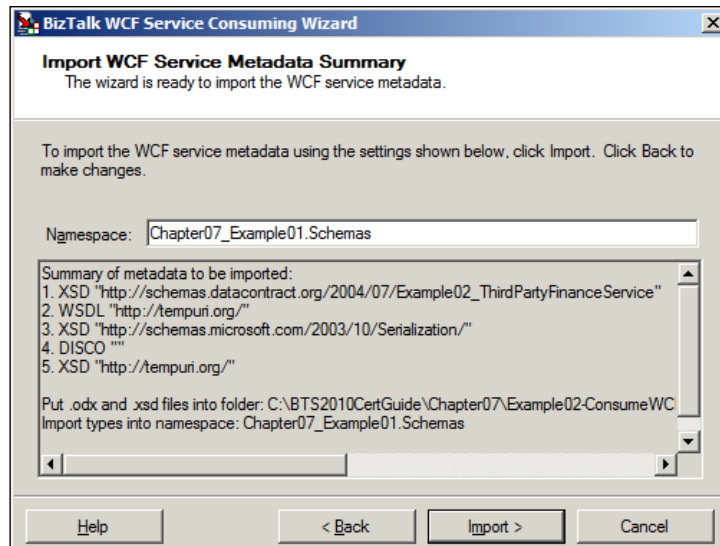 BizTalk WCF Service Consuming Wizard
Import WCF Service Metadata Summary
The wizard is ready to import the WCF service metadata.
To import the WCF service metadata using the settings shown below, click Import. Click Back to
make changes.
Namespace: Chapter07_Example01.Schemas
Summary of metadata to be imported:
1. XSD "http://schemas.datacontract.org/2004/07/Example02_ThirdPartyFinanceService"
2. WSDL "http://tempuri.org/"
3. XSD "http://schemas.microsoft.com/2003/10/Serialization/"
4. DISCO ""
5. XSD "http://tempuri.org/"
Put .odx and .xsd files into folder: C:\BTS2010CertGuide\Chapter07\Example02-ConsumeWC
Import types into namespace: Chapter07_Example01.Schemas
Help < Back Import > Cancel